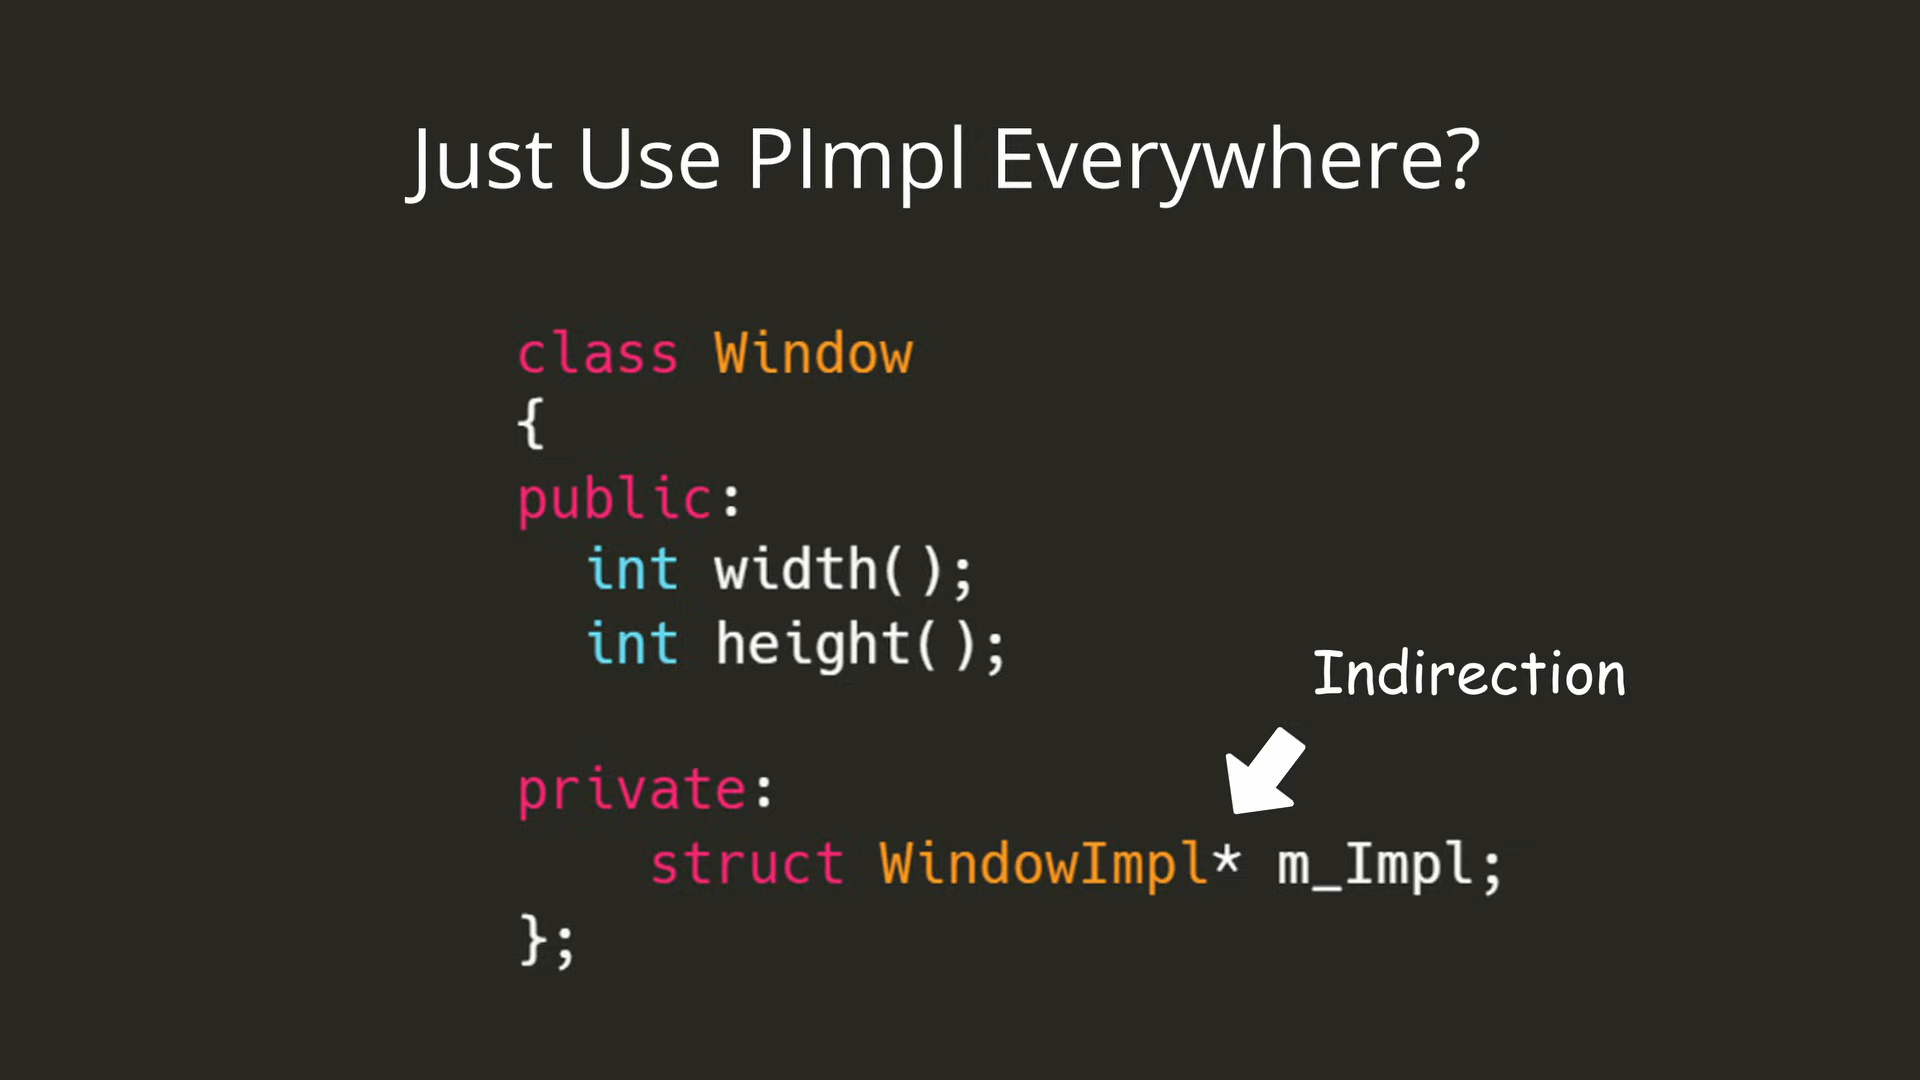 Just Use PImpl Everywhere?
class Window
{
public:
int width();
int height();
Indirection
private:
struct WindowImpl* m_Impl;
};